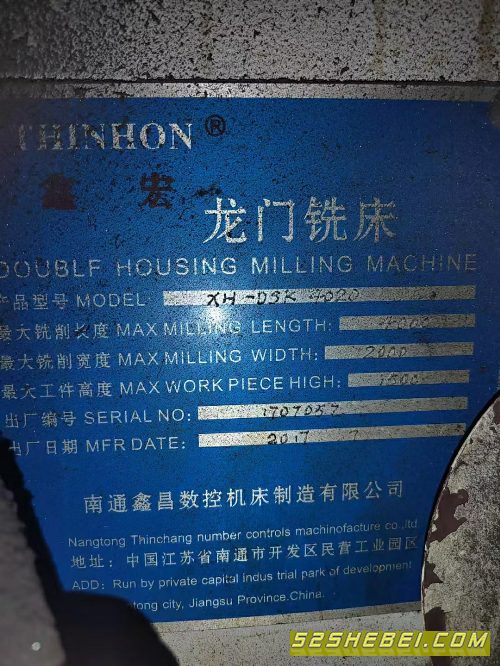 THINHON®
鑫 宏
龙门铣床
DOUBLE HOUSING MILLING MACHINE
产品型号 MODEL: XH-DSK 4020
最大铣削长度 MAX MILLING LENGTH:
最大铣削宽度 MAX MILLING WIDTH: 2000
最大工件高度 MAX WORK PIECE HIGH: 1500
出厂编号 SERIAL NO: 1707057
出厂日期 MFR DATE: 2017 7
南通鑫昌数控机床制造有限公司
Nangtong Thinchang number controls machinofacture co.,ltd.
地址：中国江苏省南通市开发区民营工业园区
ADD: Run by private capital indus trial park of development
tong city, Jiangsu Province.China.
52SHEBEI.COM